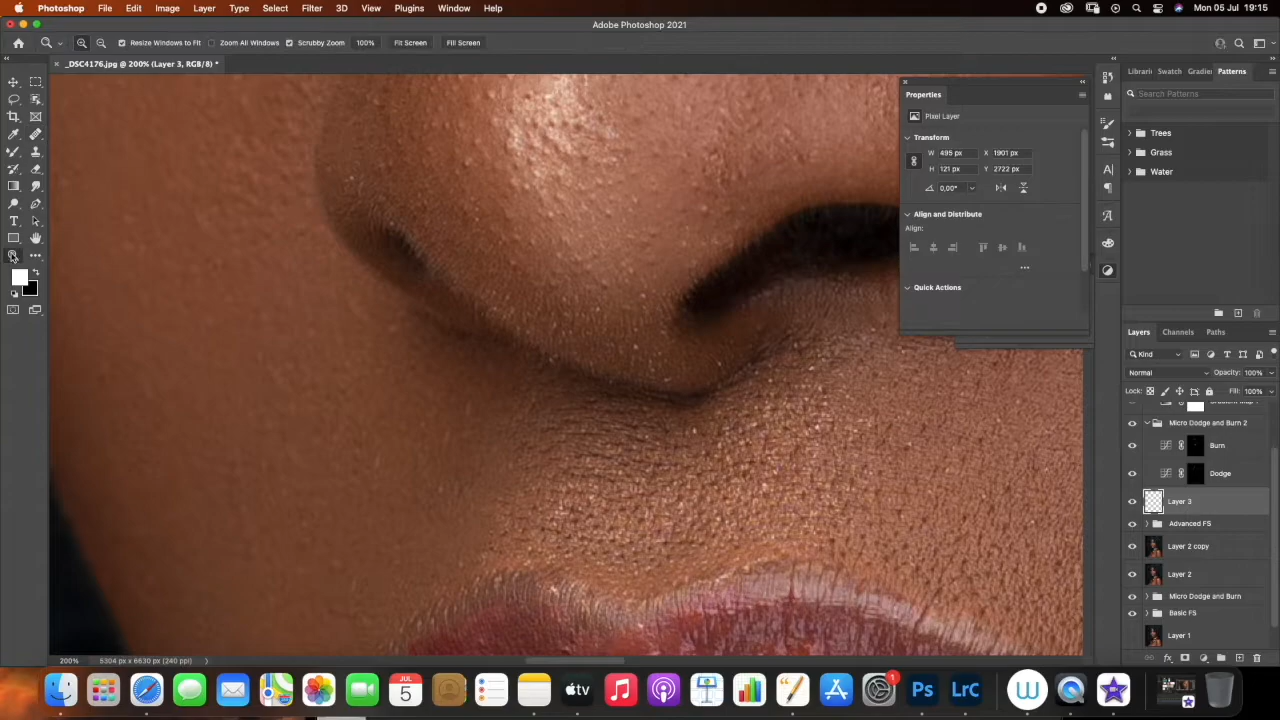 Photoshop File Edit Image Layer Type Select Filter 3D View Plugins Window Help Mon 05 Jul 19:15
Adobe Photoshop 2021
Resize Windows to Fit Zoom All Windows Scrubby Zoom 100% Fit Screen Fill Screen
_DSC4176.jpg @ 200% (Layer 3, RGB/8) *
Librari Swatch Gradie Patterns
Search Patterns
Trees
Grass
Water
Properties
Pixel Layer
Transform
W 495 px X 1901 px
H 121 px Y 2722 px
0,00°
Align and Distribute
Align:
Quick Actions
Layers Channels Paths
Kind
Normal Opacity: 100%
Lock: Fill: 100%
Micro Dodge and Burn 2
Burn
Dodge
Layer 3
Advanced FS
Layer 2 copy
Layer 2
Micro Dodge and Burn
Basic FS
Layer 1
200% 5304 px x 6630 px (240 ppi)
JUL
5
tv
1
Ps
LrC
W